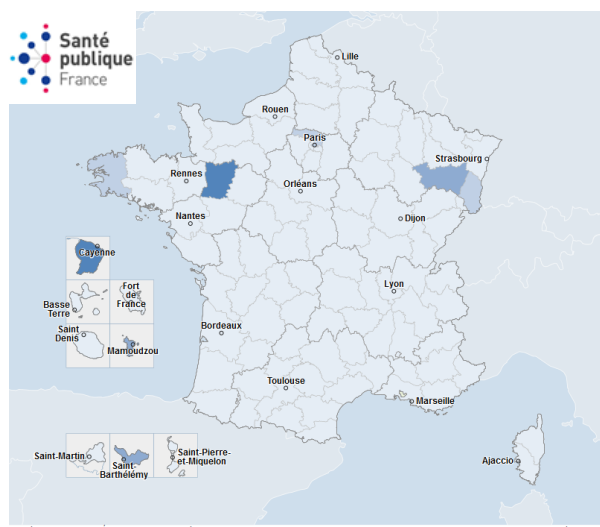 Santé
publique
France
Lille
Rouen
Paris
Strasbourg
Rennes
Orléans
Nantes
Dijon
Cayenne
Fort
de
France
Basse
Terre
Lyon
Saint
Denis
Mamoudzou
Bordeaux
Toulouse
Marseille
Saint-Martin
Saint-
Barthélémy
Saint-Pierre-
et-Miquelon
Ajaccio